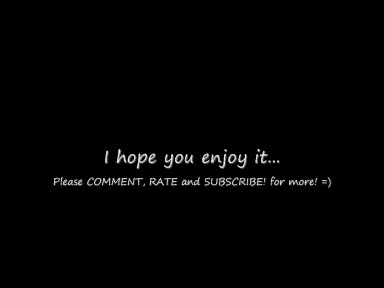 I hope you enjoy it...
Please COMMENT, RATE and SUBSCRIBE! for more! =)